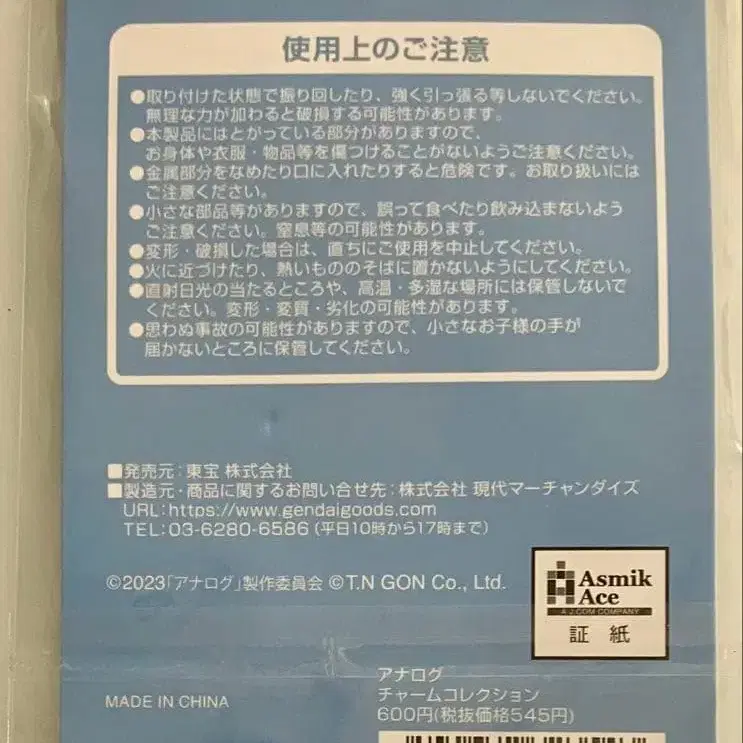 使用上のご注意
●取り付けた状態で振り回したり、強く引っ張る等しないでください。
無理な力が加わると破損する可能性があります。
●本製品にはとがっている部分がありますので、
お身体や衣服・物品等を傷つけることがないようご注意ください。
●金属部分をなめたり口に入れたりすると危険です。お取り扱いには
ご注意ください。
●小さな部品等がありますので、誤って食べたり飲み込まないよう
ご注意ください。窒息等の可能性があります。
●変形・破損した場合は、直ちにご使用を中止してください。
●火に近づけたり、熱いもののそばに置かないようにしてください。
●直射日光の当たるところや、高温・多湿な場所には保管しないで
ください。変形・変質・劣化の可能性があります。
●思わぬ事故の可能性がありますので、小さなお子様の手が
届かないところに保管してください。
■発売元：東宝 株式会社
■製造元・商品に関するお問い合せ先：株式会社 現代マーチャンダイズ
URL：https://www.gendaigoods.com
TEL：03-6280-6586（平日10時から17時まで）
©2023「アナログ」製作委員会 ©T.N GON Co., Ltd.
Asmik
Ace
A J:COM COMPANY
証紙
MADE IN CHINA
アナログ
チャームコレクション
600円(税抜価格545円)